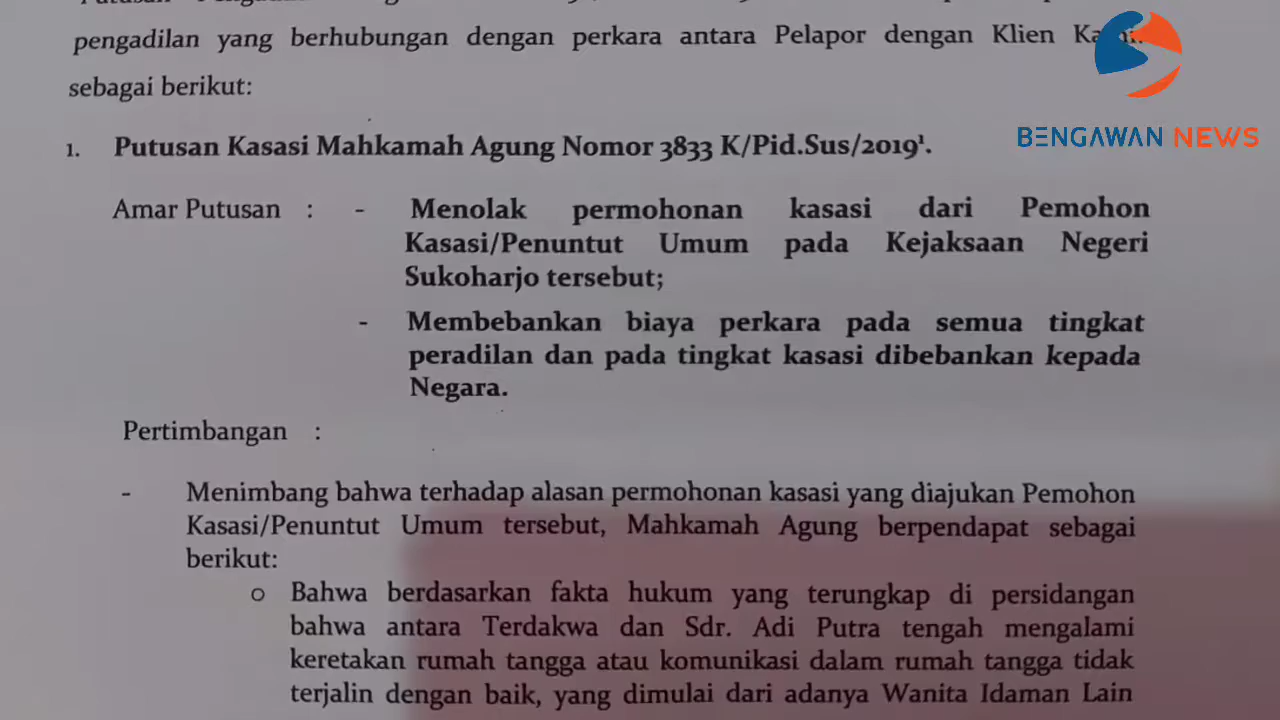 pengadilan yang berhubungan dengan perkara antara Pelapor dengan Klien
sebagai berikut:
BENGAWAN NEWS
1. Putusan Kasasi Mahkamah Agung Nomor 3833 K/Pid.Sus/2019¹.
Amar Putusan : - Menolak permohonan kasasi dari Pemohon
Kasasi/Penuntut Umum pada Kejaksaan Negeri
Sukoharjo tersebut;
- Membebankan biaya perkara pada semua tingkat
peradilan dan pada tingkat kasasi dibebankan kepada
Negara.
Pertimbangan :
- Menimbang bahwa terhadap alasan permohonan kasasi yang diajukan Pemohon
Kasasi/Penuntut Umum tersebut, Mahkamah Agung berpendapat sebagai
berikut:
o Bahwa berdasarkan fakta hukum yang terungkap di persidangan
bahwa antara Terdakwa dan Sdr. Adi Putra tengah mengalami
keretakan rumah tangga atau komunikasi dalam rumah tangga tidak
terjalin dengan baik, yang dimulai dari adanya Wanita Idaman Lain